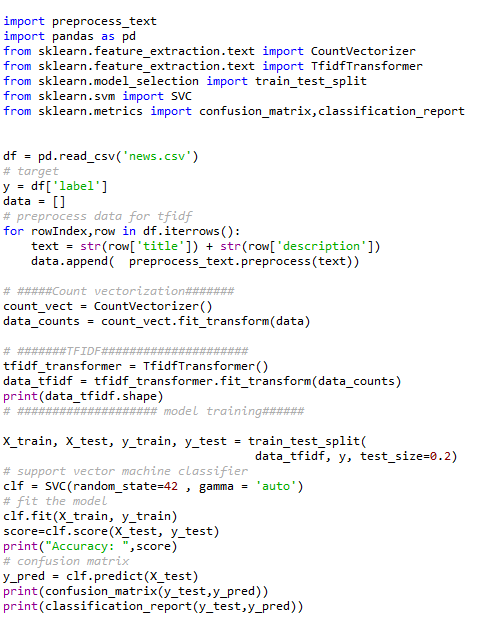 import preprocess_text
import pandas as pd
from sklearn.feature_extraction.text import CountVectorizer
from sklearn.feature_extraction.text import TfidfTransformer
from sklearn.model_selection import train_test_split
from sklearn.svm import SVC
from sklearn.metrics import confusion_matrix,classification_report
df = pd.read_csv('news.csv')
# target
y = df['label']
data = []
# preprocess data for tfidf
for rowIndex,row in df.iterrows():
    text = str(row['title']) + str(row['description'])
    data.append(  preprocess_text.preprocess(text))
# #####Count vectorization#######
count_vect = CountVectorizer()
data_counts = count_vect.fit_transform(data)
# #######TFIDF#####################
tfidf_transformer = TfidfTransformer()
data_tfidf = tfidf_transformer.fit_transform(data_counts)
print(data_tfidf.shape)
# #################### model training######
X_train, X_test, y_train, y_test = train_test_split(
                                    data_tfidf, y, test_size=0.2)
# support vector machine classifier
clf = SVC(random_state=42 , gamma = 'auto')
# fit the model
clf.fit(X_train, y_train)
score=clf.score(X_test, y_test)
print("Accuracy: ",score)
# confusion matrix
y_pred = clf.predict(X_test)
print(confusion_matrix(y_test,y_pred))
print(classification_report(y_test,y_pred))